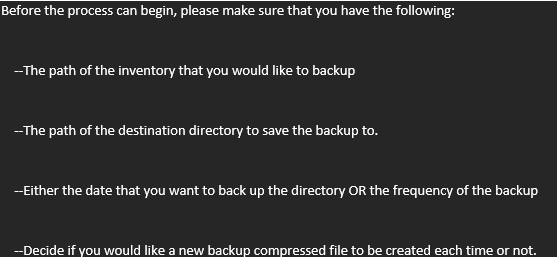 Before the process can begin, please make sure that you have the following:
--The path of the inventory that you would like to backup
--The path of the destination directory to save the backup to.
--Either the date that you want to back up the directory OR the frequency of the backup
--Decide if you would like a new backup compressed file to be created each time or not.